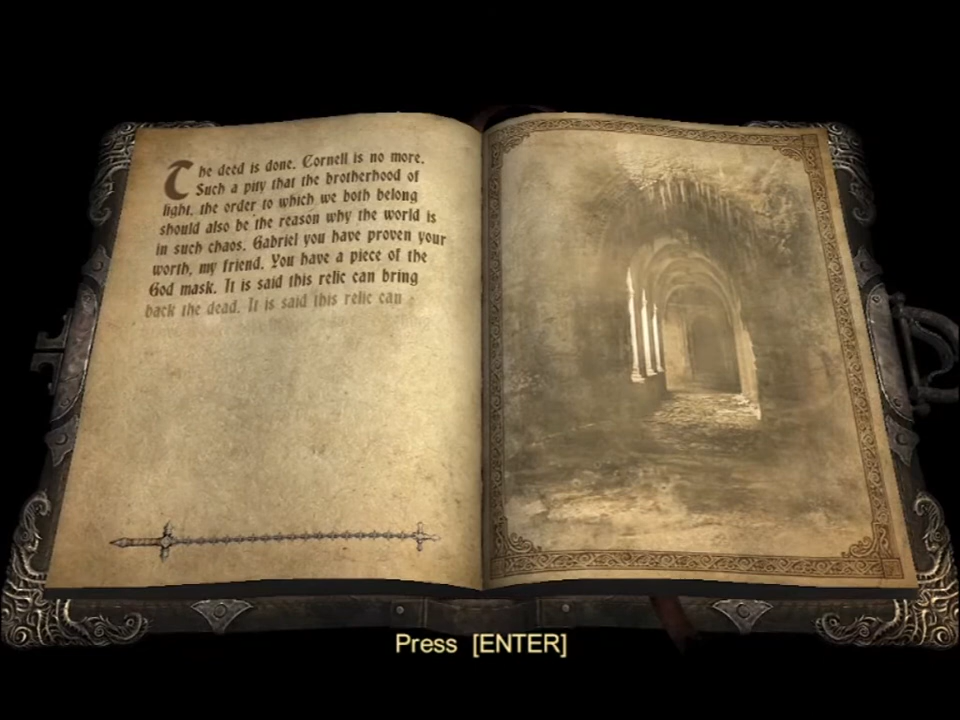 The deed is done. Cornell is no more.
Such a pity that the brotherhood of
light, the order to which we both belong
should also be the reason why the world is
in such chaos. Gabriel you have proven your
worth, my friend. You have a piece of the
God mask. It is said this relic can bring
back the dead. It is said this relic can
Press [ENTER]